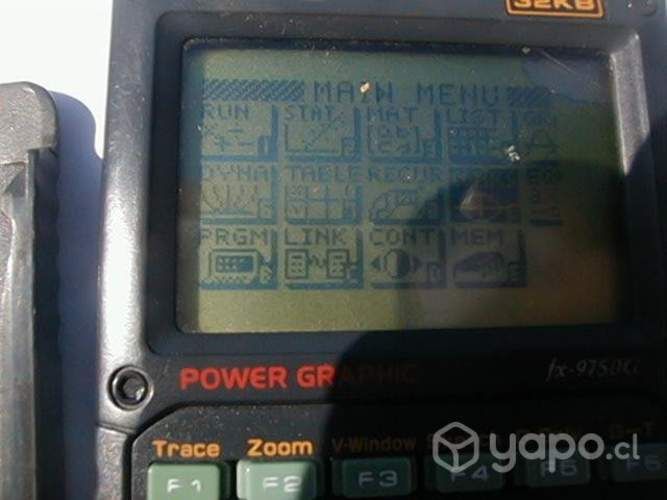 32KB
MAIN MENU
RUN STAT MAT LIST
DYNA TABLE RECUR
PRGM LINK CONT MEM
POWER GRAPHIC fx-9750G
Trace Zoom V-Window G↔T
F1 F2 F3 F4 F5 F6
yapo.cl